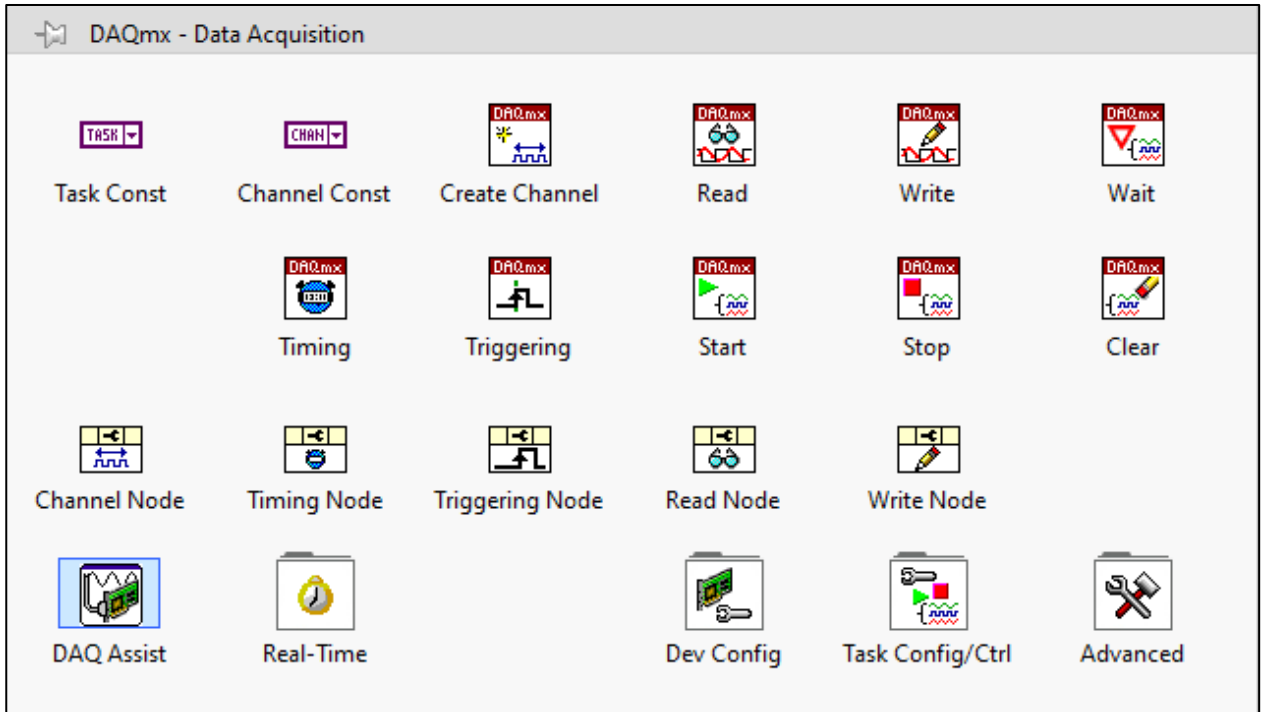 DAQmx - Data Acquisition
DAQmx DAQmx DAQmx DAQmx
TASK CHAN
Task Const Channel Const Create Channel Read Write Wait
DAQmx DAQmx DAQmx DAQmx DAQmx
Timing Triggering Start Stop Clear
Channel Node Timing Node Triggering Node Read Node Write Node
DAQ Assist Real-Time Dev Config Task Config/Ctrl Advanced